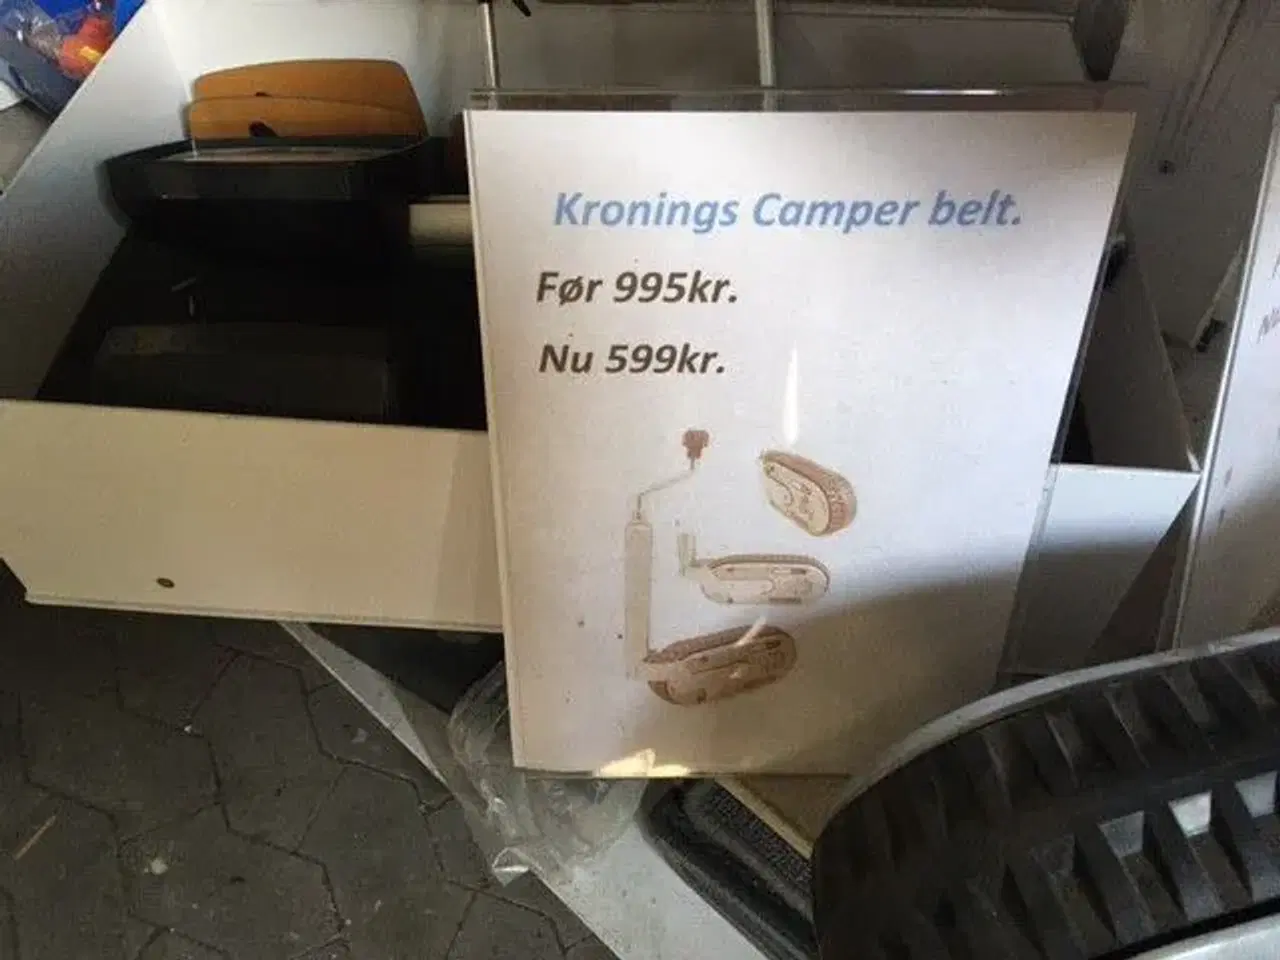 Kronings Camper belt.
Før 995kr.
Nu 599kr.